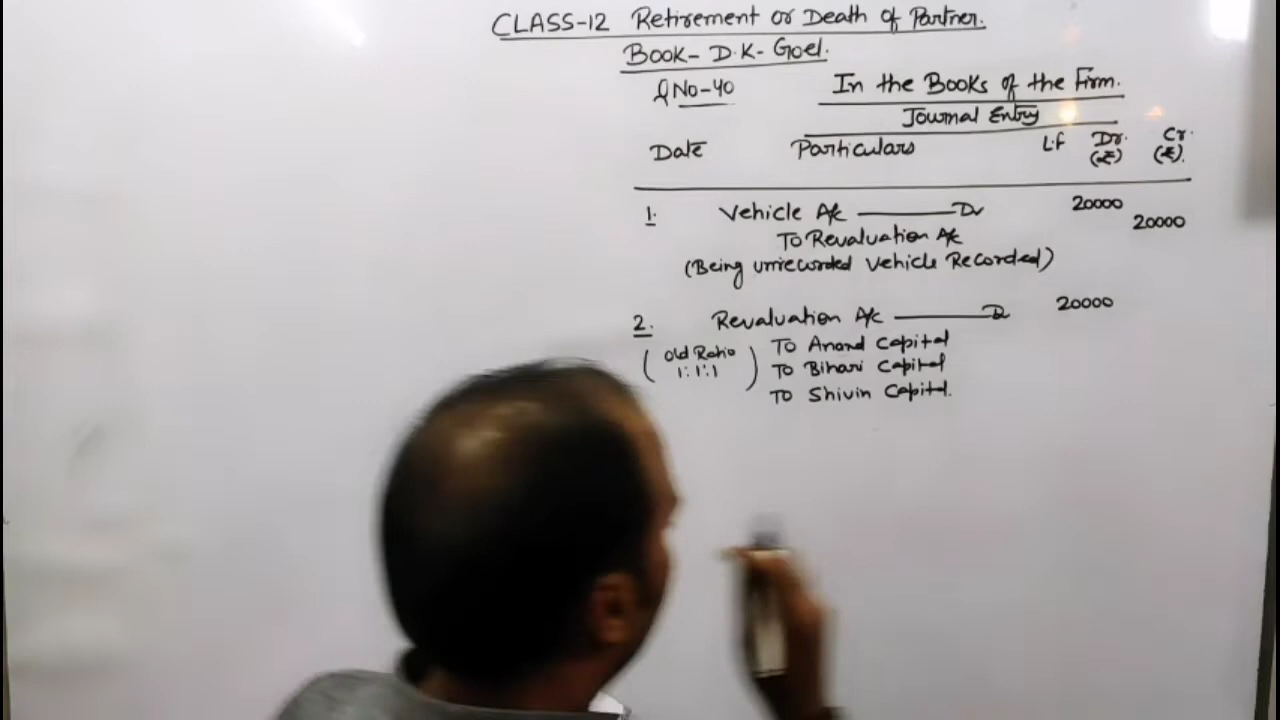 CLASS-12 Retirement or Death of Partner.
Book- D.K- Goel.
QNo-40 In the Books of the Firm.
Journal Entry
Date Particulars L.f Dr. (₹) Cr. (₹).
1. Vehicle A/c Dr 20000
To Revaluation A/c 20000
(Being unrecorded Vehicle Recorded)
2. Revaluation A/c Dr 20000
(Old Ratio 1:1:1) To Anand Capital
To Bihari Capital
To Shivin Capital.